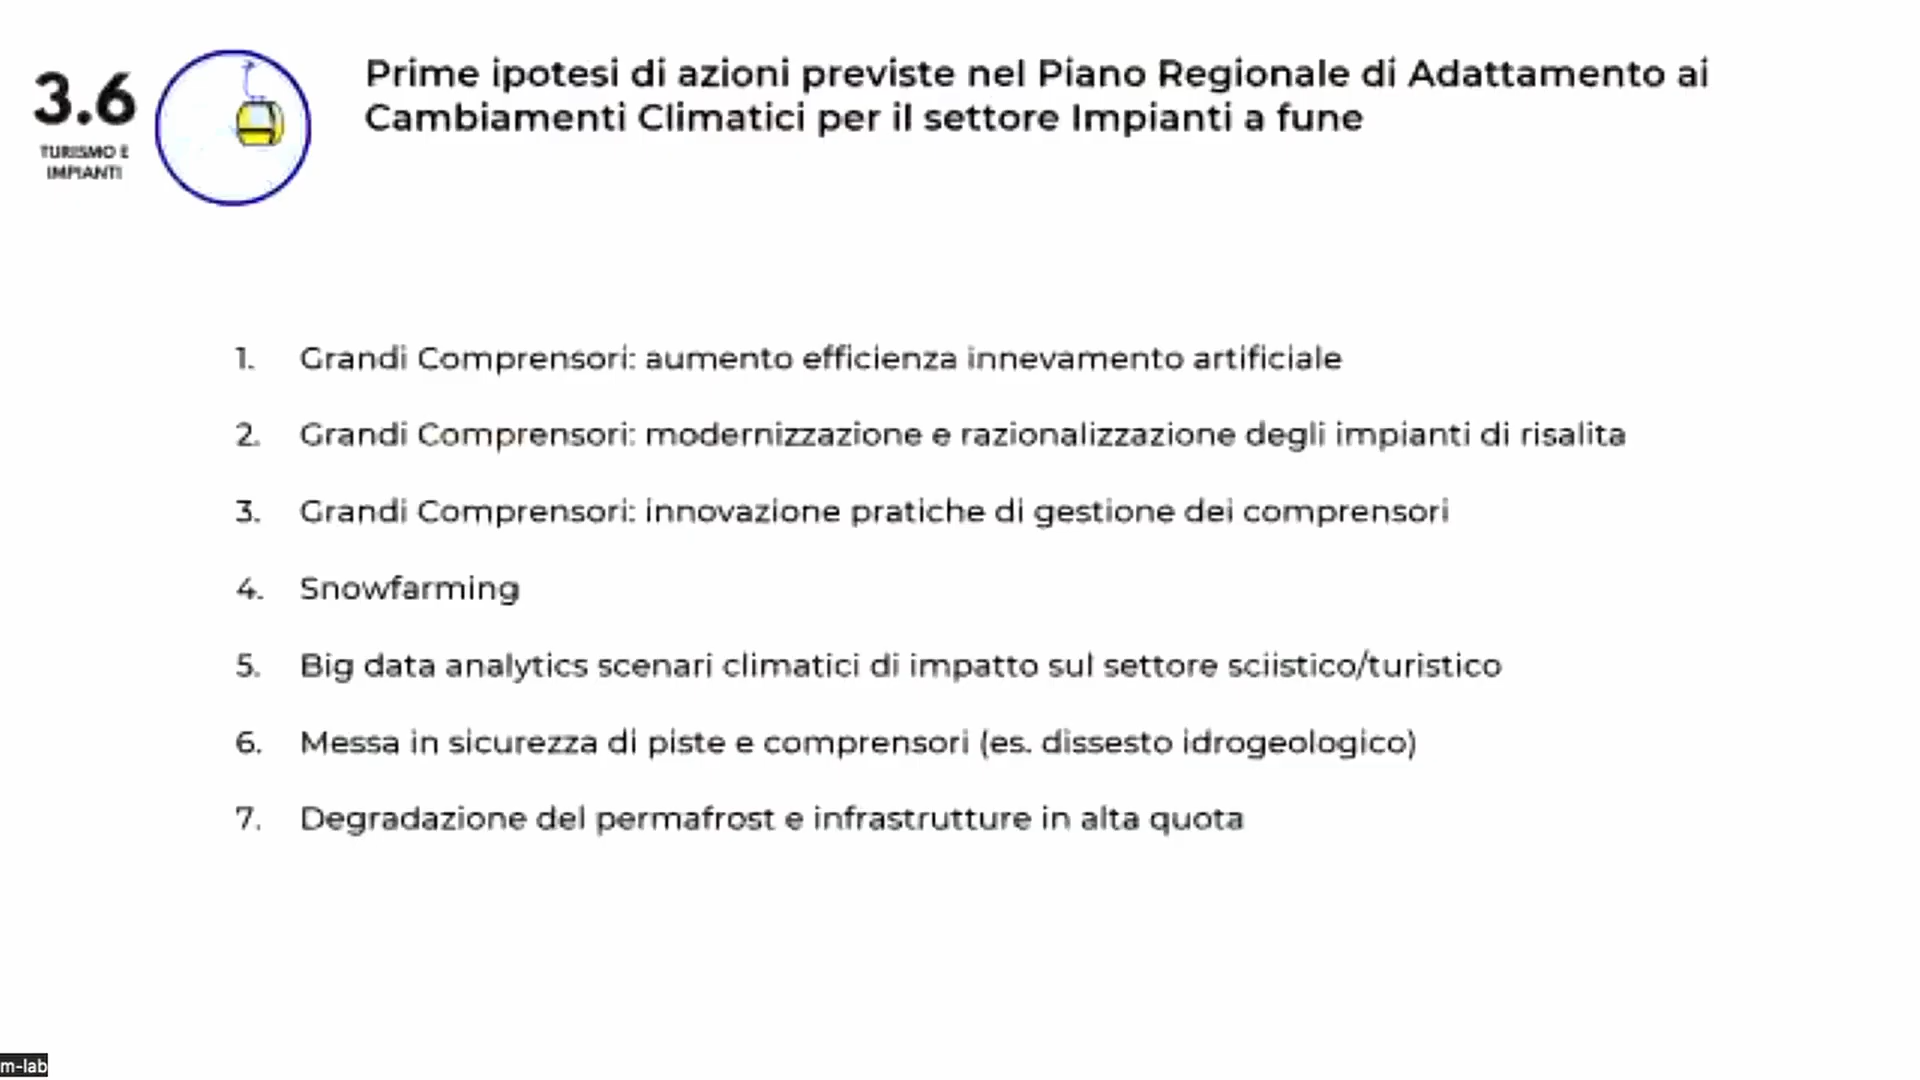 3.6
TURISMO E
IMPIANTI
Prime ipotesi di azioni previste nel Piano Regionale di Adattamento ai
Cambiamenti Climatici per il settore Impianti a fune
1. Grandi Comprensori: aumento efficienza innevamento artificiale
2. Grandi Comprensori: modernizzazione e razionalizzazione degli impianti di risalita
3. Grandi Comprensori: innovazione pratiche di gestione dei comprensori
4. Snowfarming
5. Big data analytics scenari climatici di impatto sul settore sciistico/turistico
6. Messa in sicurezza di piste e comprensori (es. dissesto idrogeologico)
7. Degradazione del permafrost e infrastrutture in alta quota
m-lab